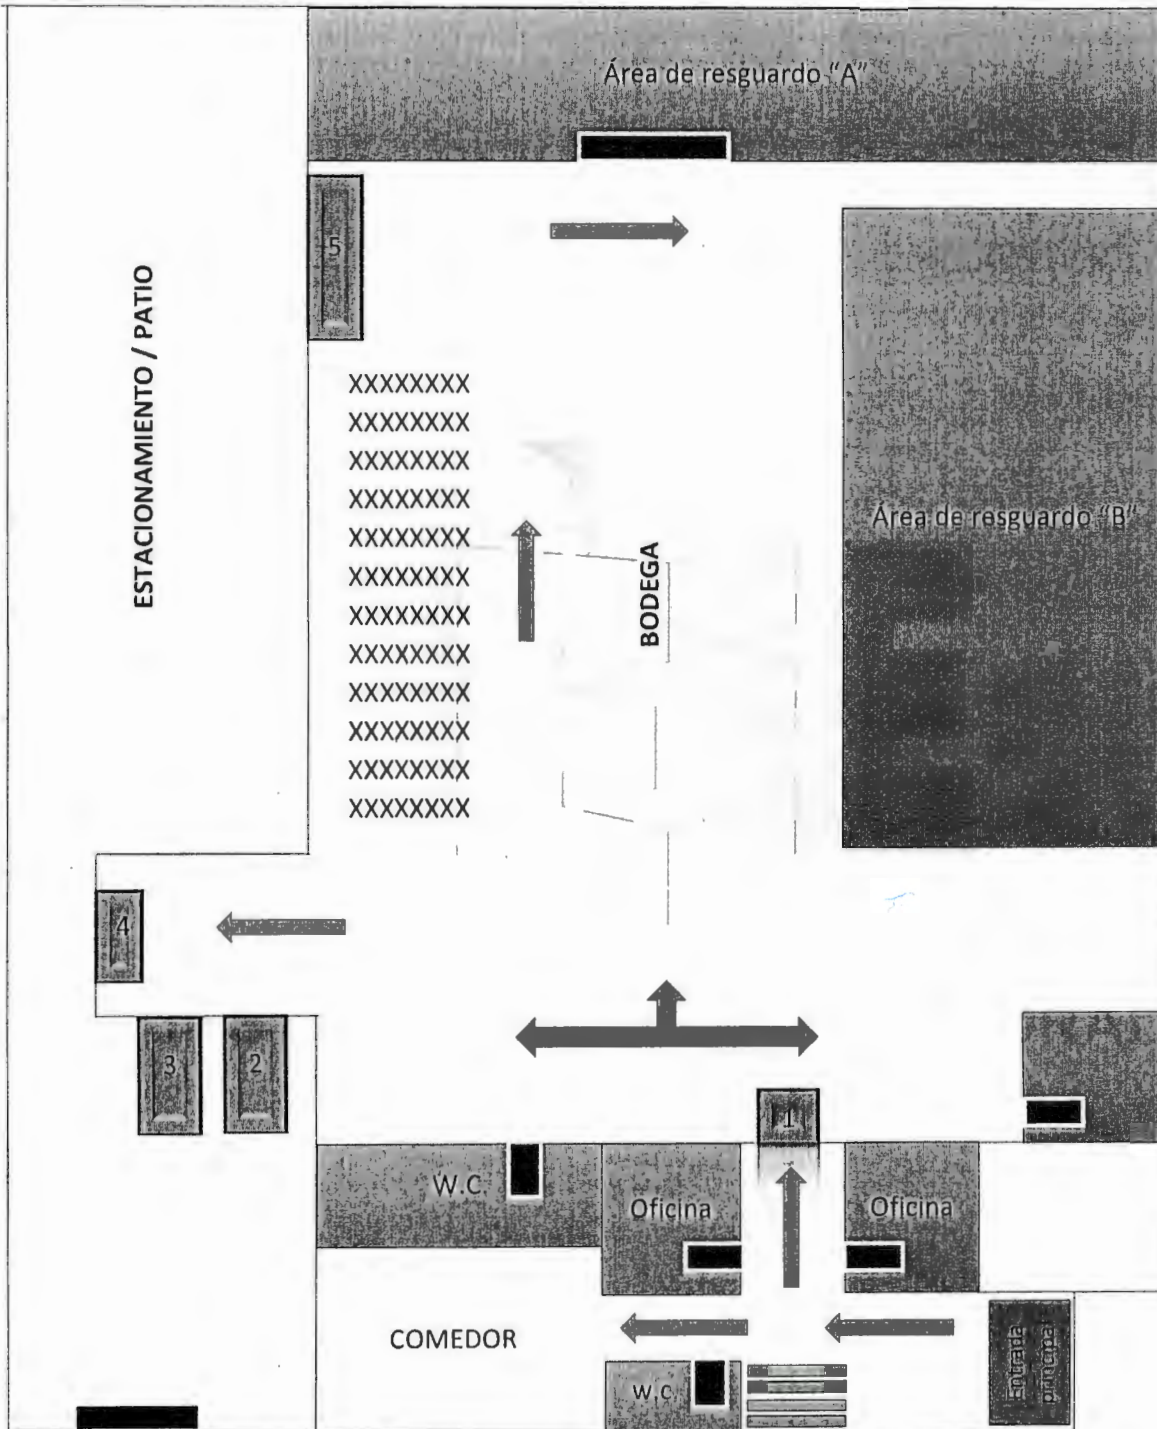 Área de resguardo "A"
5
ESTACIONAMIENTO / PATIO
XXXXXXXX
XXXXXXXX
XXXXXXXX
XXXXXXXX
XXXXXXXX
XXXXXXXX
XXXXXXXX
XXXXXXXX
XXXXXXXX
XXXXXXXX
XXXXXXXX
XXXXXXXX
BODEGA
Área de resguardo "B"
4
3
2
1
W.C
Oficina
Oficina
COMEDOR
W.C.
Entrada
principal